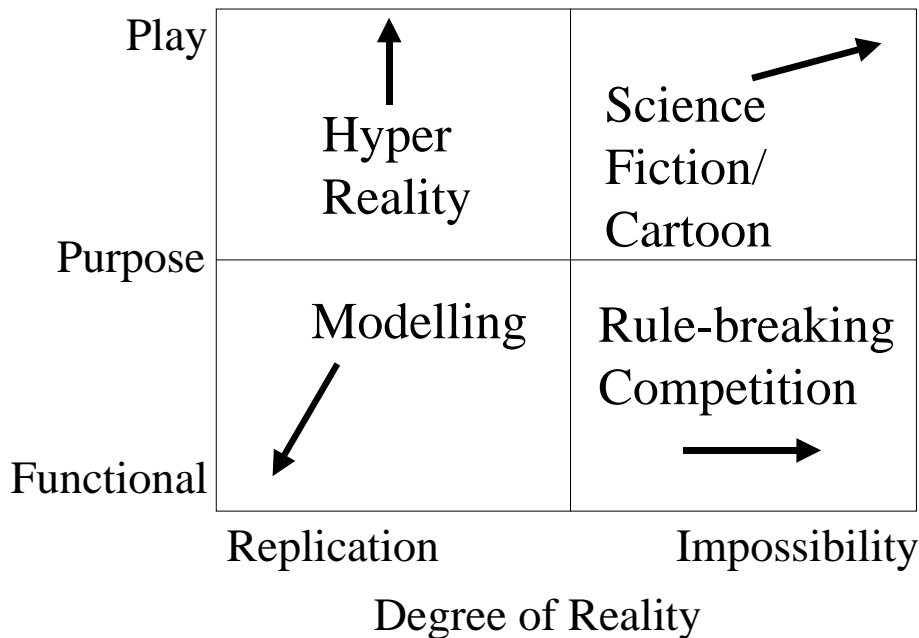 Play
Hyper
Reality
Science
Fiction/
Cartoon
Purpose
Modelling
Rule-breaking
Competition
Functional
Replication
Impossibility
Degree of Reality